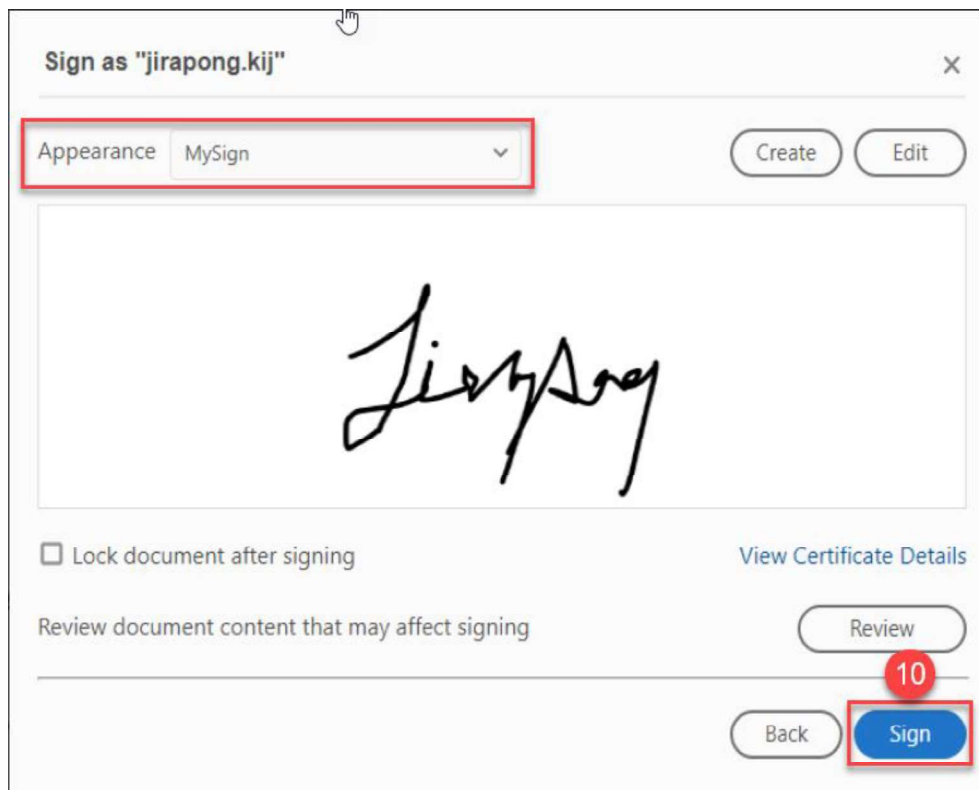 Sign as "jirapong.kij"
Appearance MySign
Create Edit
Jirapong
Lock document after signing
View Certificate Details
Review document content that may affect signing
Review
10
Back Sign